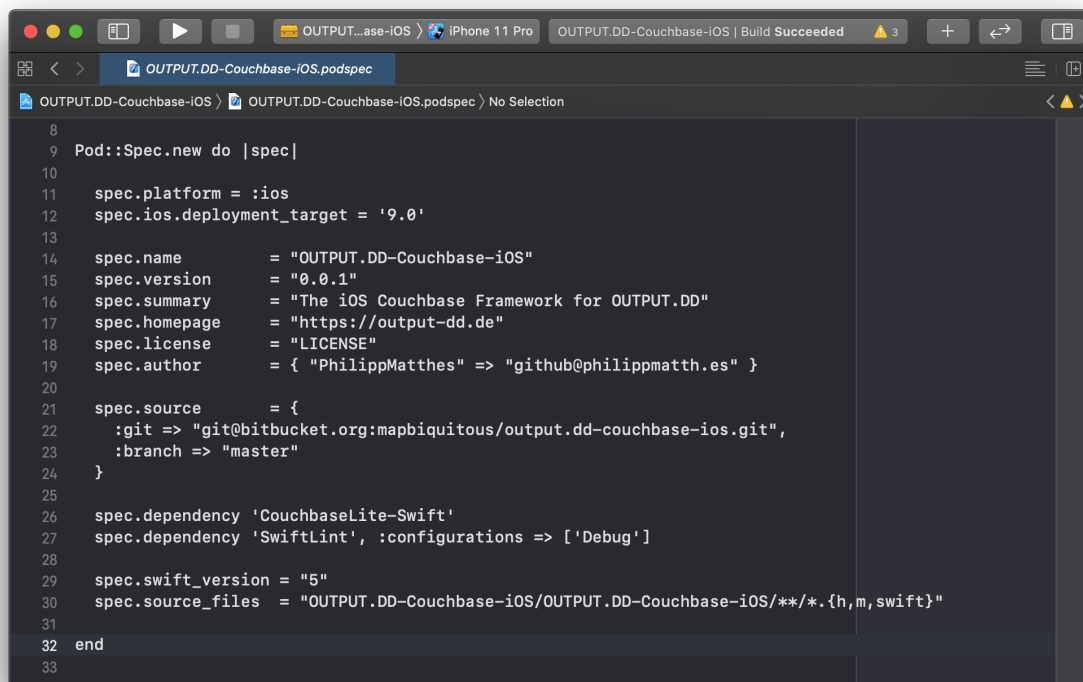 OUTPUT...ase-iOS 〉 iPhone 11 Pro OUTPUT.DD-Couchbase-iOS | Build Succeeded 3
OUTPUT.DD-Couchbase-iOS.podspec
OUTPUT.DD-Couchbase-iOS 〉 OUTPUT.DD-Couchbase-iOS.podspec 〉 No Selection
8
9 Pod::Spec.new do |spec|
10
11 spec.platform = :ios
12 spec.ios.deployment_target = '9.0'
13
14 spec.name = "OUTPUT.DD-Couchbase-iOS"
15 spec.version = "0.0.1"
16 spec.summary = "The iOS Couchbase Framework for OUTPUT.DD"
17 spec.homepage = "https://output-dd.de"
18 spec.license = "LICENSE"
19 spec.author = { "PhilippMatthes" => "github@philippmatth.es" }
20
21 spec.source = {
22 :git => "git@bitbucket.org:mapbiquitous/output.dd-couchbase-ios.git",
23 :branch => "master"
24 }
25
26 spec.dependency 'CouchbaseLite-Swift'
27 spec.dependency 'SwiftLint', :configurations => ['Debug']
28
29 spec.swift_version = "5"
30 spec.source_files = "OUTPUT.DD-Couchbase-iOS/OUTPUT.DD-Couchbase-iOS/**/*.{h,m,swift}"
31
32 end
33